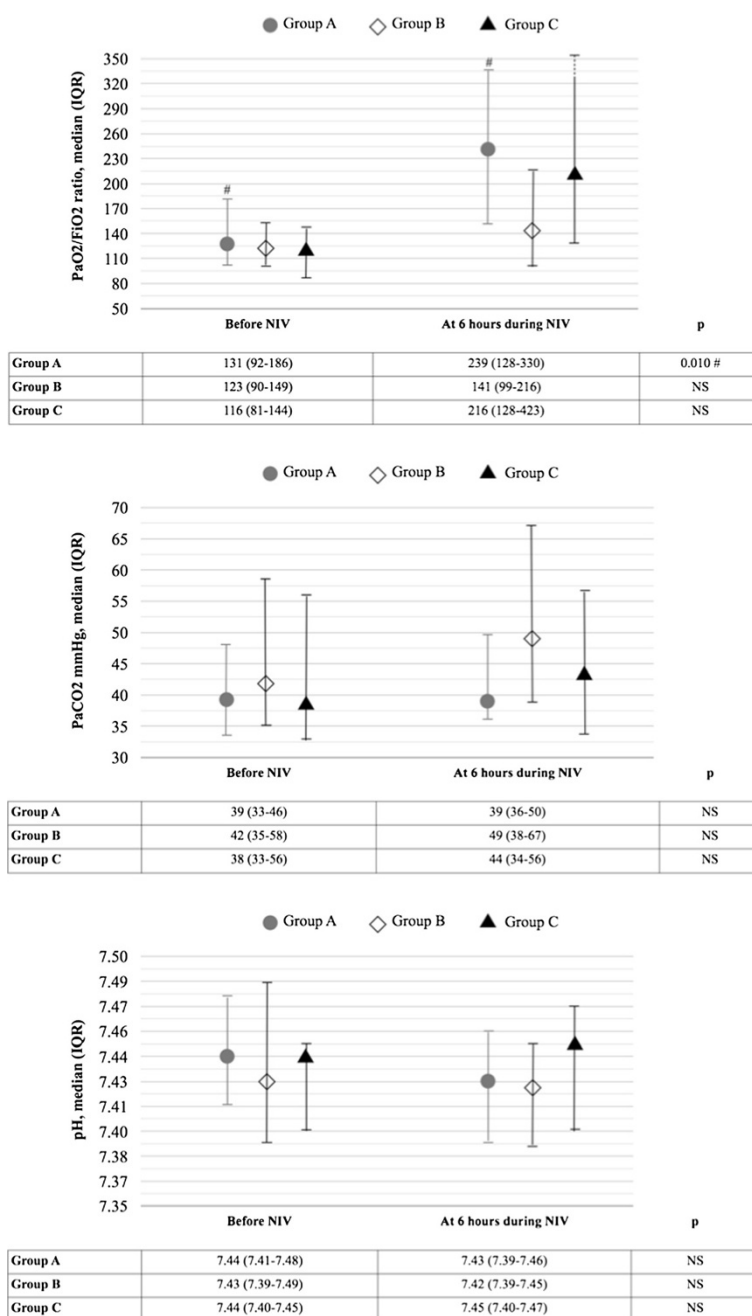 Group A Group B Group C
PaO2/FiO2 ratio, median (IQR)
350
320
290
260
230
200
170
140
110
80
50
#
#
Before NIV At 6 hours during NIV p
Group A 131 (92-186) 239 (128-330) 0.010 #
Group B 123 (90-149) 141 (99-216) NS
Group C 116 (81-144) 216 (128-423) NS
Group A Group B Group C
PaCO2 mmHg, median (IQR)
70
65
60
55
50
45
40
35
30
Before NIV At 6 hours during NIV p
Group A 39 (33-46) 39 (36-50) NS
Group B 42 (35-58) 49 (38-67) NS
Group C 38 (33-56) 44 (34-56) NS
Group A Group B Group C
pH, median (IQR)
7.50
7.49
7.47
7.46
7.44
7.43
7.41
7.40
7.38
7.37
7.35
Before NIV At 6 hours during NIV p
Group A 7.44 (7.41-7.48) 7.43 (7.39-7.46) NS
Group B 7.43 (7.39-7.49) 7.42 (7.39-7.45) NS
Group C 7.44 (7.40-7.45) 7.45 (7.40-7.47) NS